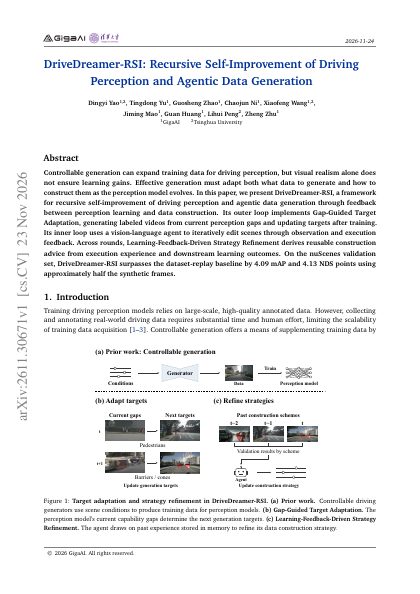 GigaAI 清华大学
2026-11-24
DriveDreamer-RSI: Recursive Self-Improvement of Driving
Perception and Agentic Data Generation
Dingyi Yao¹,², Tingdong Yu¹, Guosheng Zhao¹, Chaojun Ni¹, Xiaofeng Wang¹,²,
Jiming Mao¹, Guan Huang¹, Lihui Peng², Zheng Zhu¹
¹GigaAI ²Tsinghua University
Abstract
Controllable generation can expand training data for driving perception, but visual realism alone does
not ensure learning gains. Effective generation must adapt both what data to generate and how to
construct them as the perception model evolves. In this paper, we present DriveDreamer-RSI, a framework
for recursive self-improvement of driving perception and agentic data generation through feedback
between perception learning and data construction. Its outer loop implements Gap-Guided Target
Adaptation, generating labeled videos from current perception gaps and updating targets after training.
Its inner loop uses a vision-language agent to iteratively edit scenes through observation and execution
feedback. Across rounds, Learning-Feedback-Driven Strategy Refinement derives reusable construction
advice from execution experience and downstream learning outcomes. On the nuScenes validation
set, DriveDreamer-RSI surpasses the dataset-replay baseline by 4.09 mAP and 4.13 NDS points using
approximately half the synthetic frames.
1. Introduction
Training driving perception models relies on large-scale, high-quality annotated data. However, collecting
and annotating real-world driving data requires substantial time and human effort, limiting the scalability
of training data acquisition [1–3]. Controllable generation offers a means of supplementing training data by
(a) Prior work: Controllable generation
Conditions
Generator
Data
Train
Perception model
(b) Adapt targets
(c) Refine strategies
Current gaps
Next targets
t
Pedestrians
t+1
Barriers / cones
Update generation targets
Past construction schemes
t−2 t−1 t
Validation results by scheme
Agent
Update construction strategy
Figure 1: Target adaptation and strategy refinement in DriveDreamer-RSI. (a) Prior work. Controllable driving
generators use scene conditions to produce training data for perception models. (b) Gap-Guided Target Adaptation. The
perception model's current capability gaps determine the next generation targets. (c) Learning-Feedback-Driven Strategy
Refinement. The agent draws on past experience stored in memory to refine its data construction strategy.
© 2026 GigaAI. All rights reserved.
arXiv:2611.30671v1 [cs.CV] 23 Nov 2026